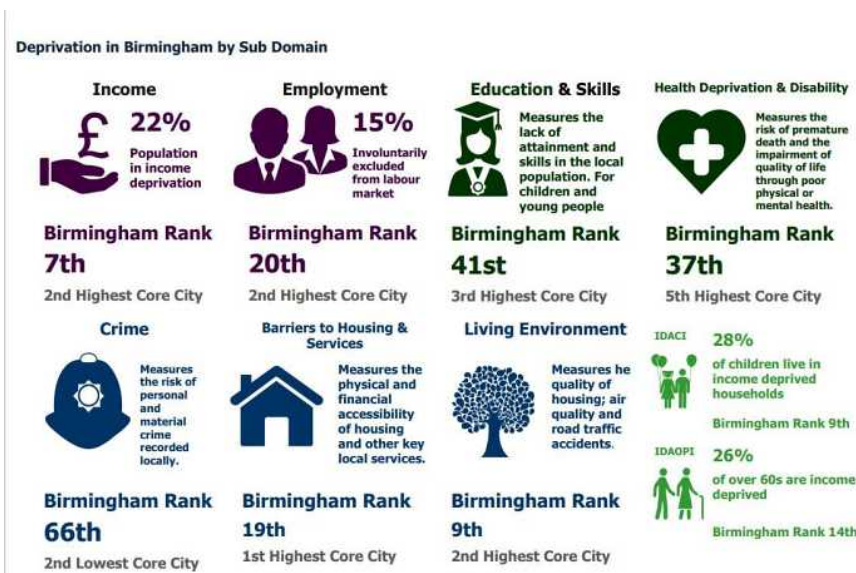 Deprivation in Birmingham by Sub Domain
Income
£
22%
Population
in income
deprivation
Birmingham Rank
7th
2nd Highest Core City
Employment
15%
Involuntarily
excluded
from labour
market
Birmingham Rank
20th
2nd Highest Core City
Education & Skills
Measures the
lack of
attainment and
skills in the local
population. For
children and
young people
Birmingham Rank
41st
3rd Highest Core City
Health Deprivation & Disability
Measures the
risk of premature
death and the
impairment of
quality of life
through poor
physical or
mental health.
Birmingham Rank
37th
5th Highest Core City
Crime
Measures
the risk of
personal
and
material
crime
recorded
locally.
Birmingham Rank
66th
2nd Lowest Core City
Barriers to Housing &
Services
Measures the
physical and
financial
accessibility
of housing
and other key
local services.
Birmingham Rank
19th
1st Highest Core City
Living Environment
Measures he
quality of
housing; air
quality and
road traffic
accidents.
Birmingham Rank
9th
2nd Highest Core City
IDACI
28%
of children live in
income deprived
households
Birmingham Rank 9th
IDAOPI
26%
of over 60s are income
deprived
Birmingham Rank 14th